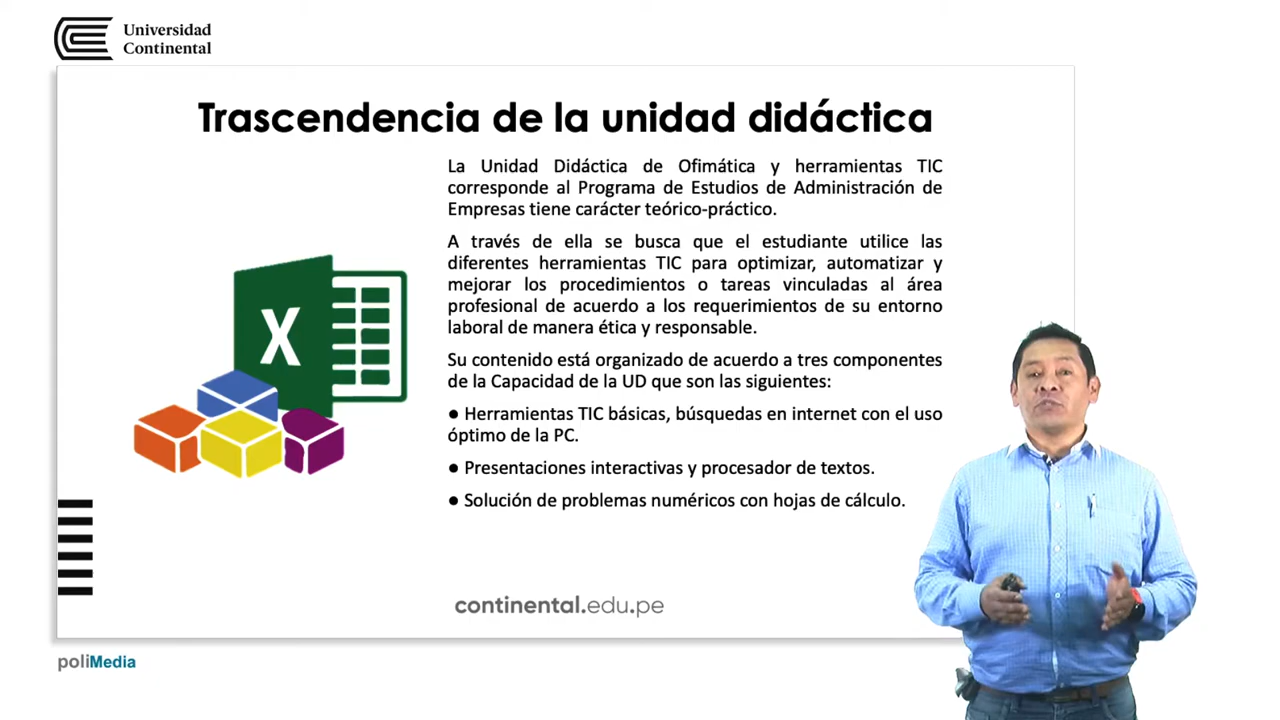 Universidad
Continental
Trascendencia de la unidad didáctica
La Unidad Didáctica de Ofimática y herramientas TIC
corresponde al Programa de Estudios de Administración de
Empresas tiene carácter teórico-práctico.
A través de ella se busca que el estudiante utilice las
diferentes herramientas TIC para optimizar, automatizar y
mejorar los procedimientos o tareas vinculadas al área
profesional de acuerdo a los requerimientos de su entorno
laboral de manera ética y responsable.
Su contenido está organizado de acuerdo a tres componentes
de la Capacidad de la UD que son las siguientes:
● Herramientas TIC básicas, búsquedas en internet con el uso
óptimo de la PC.
● Presentaciones interactivas y procesador de textos.
● Solución de problemas numéricos con hojas de cálculo.
X
continental.edu.pe
poliMedia